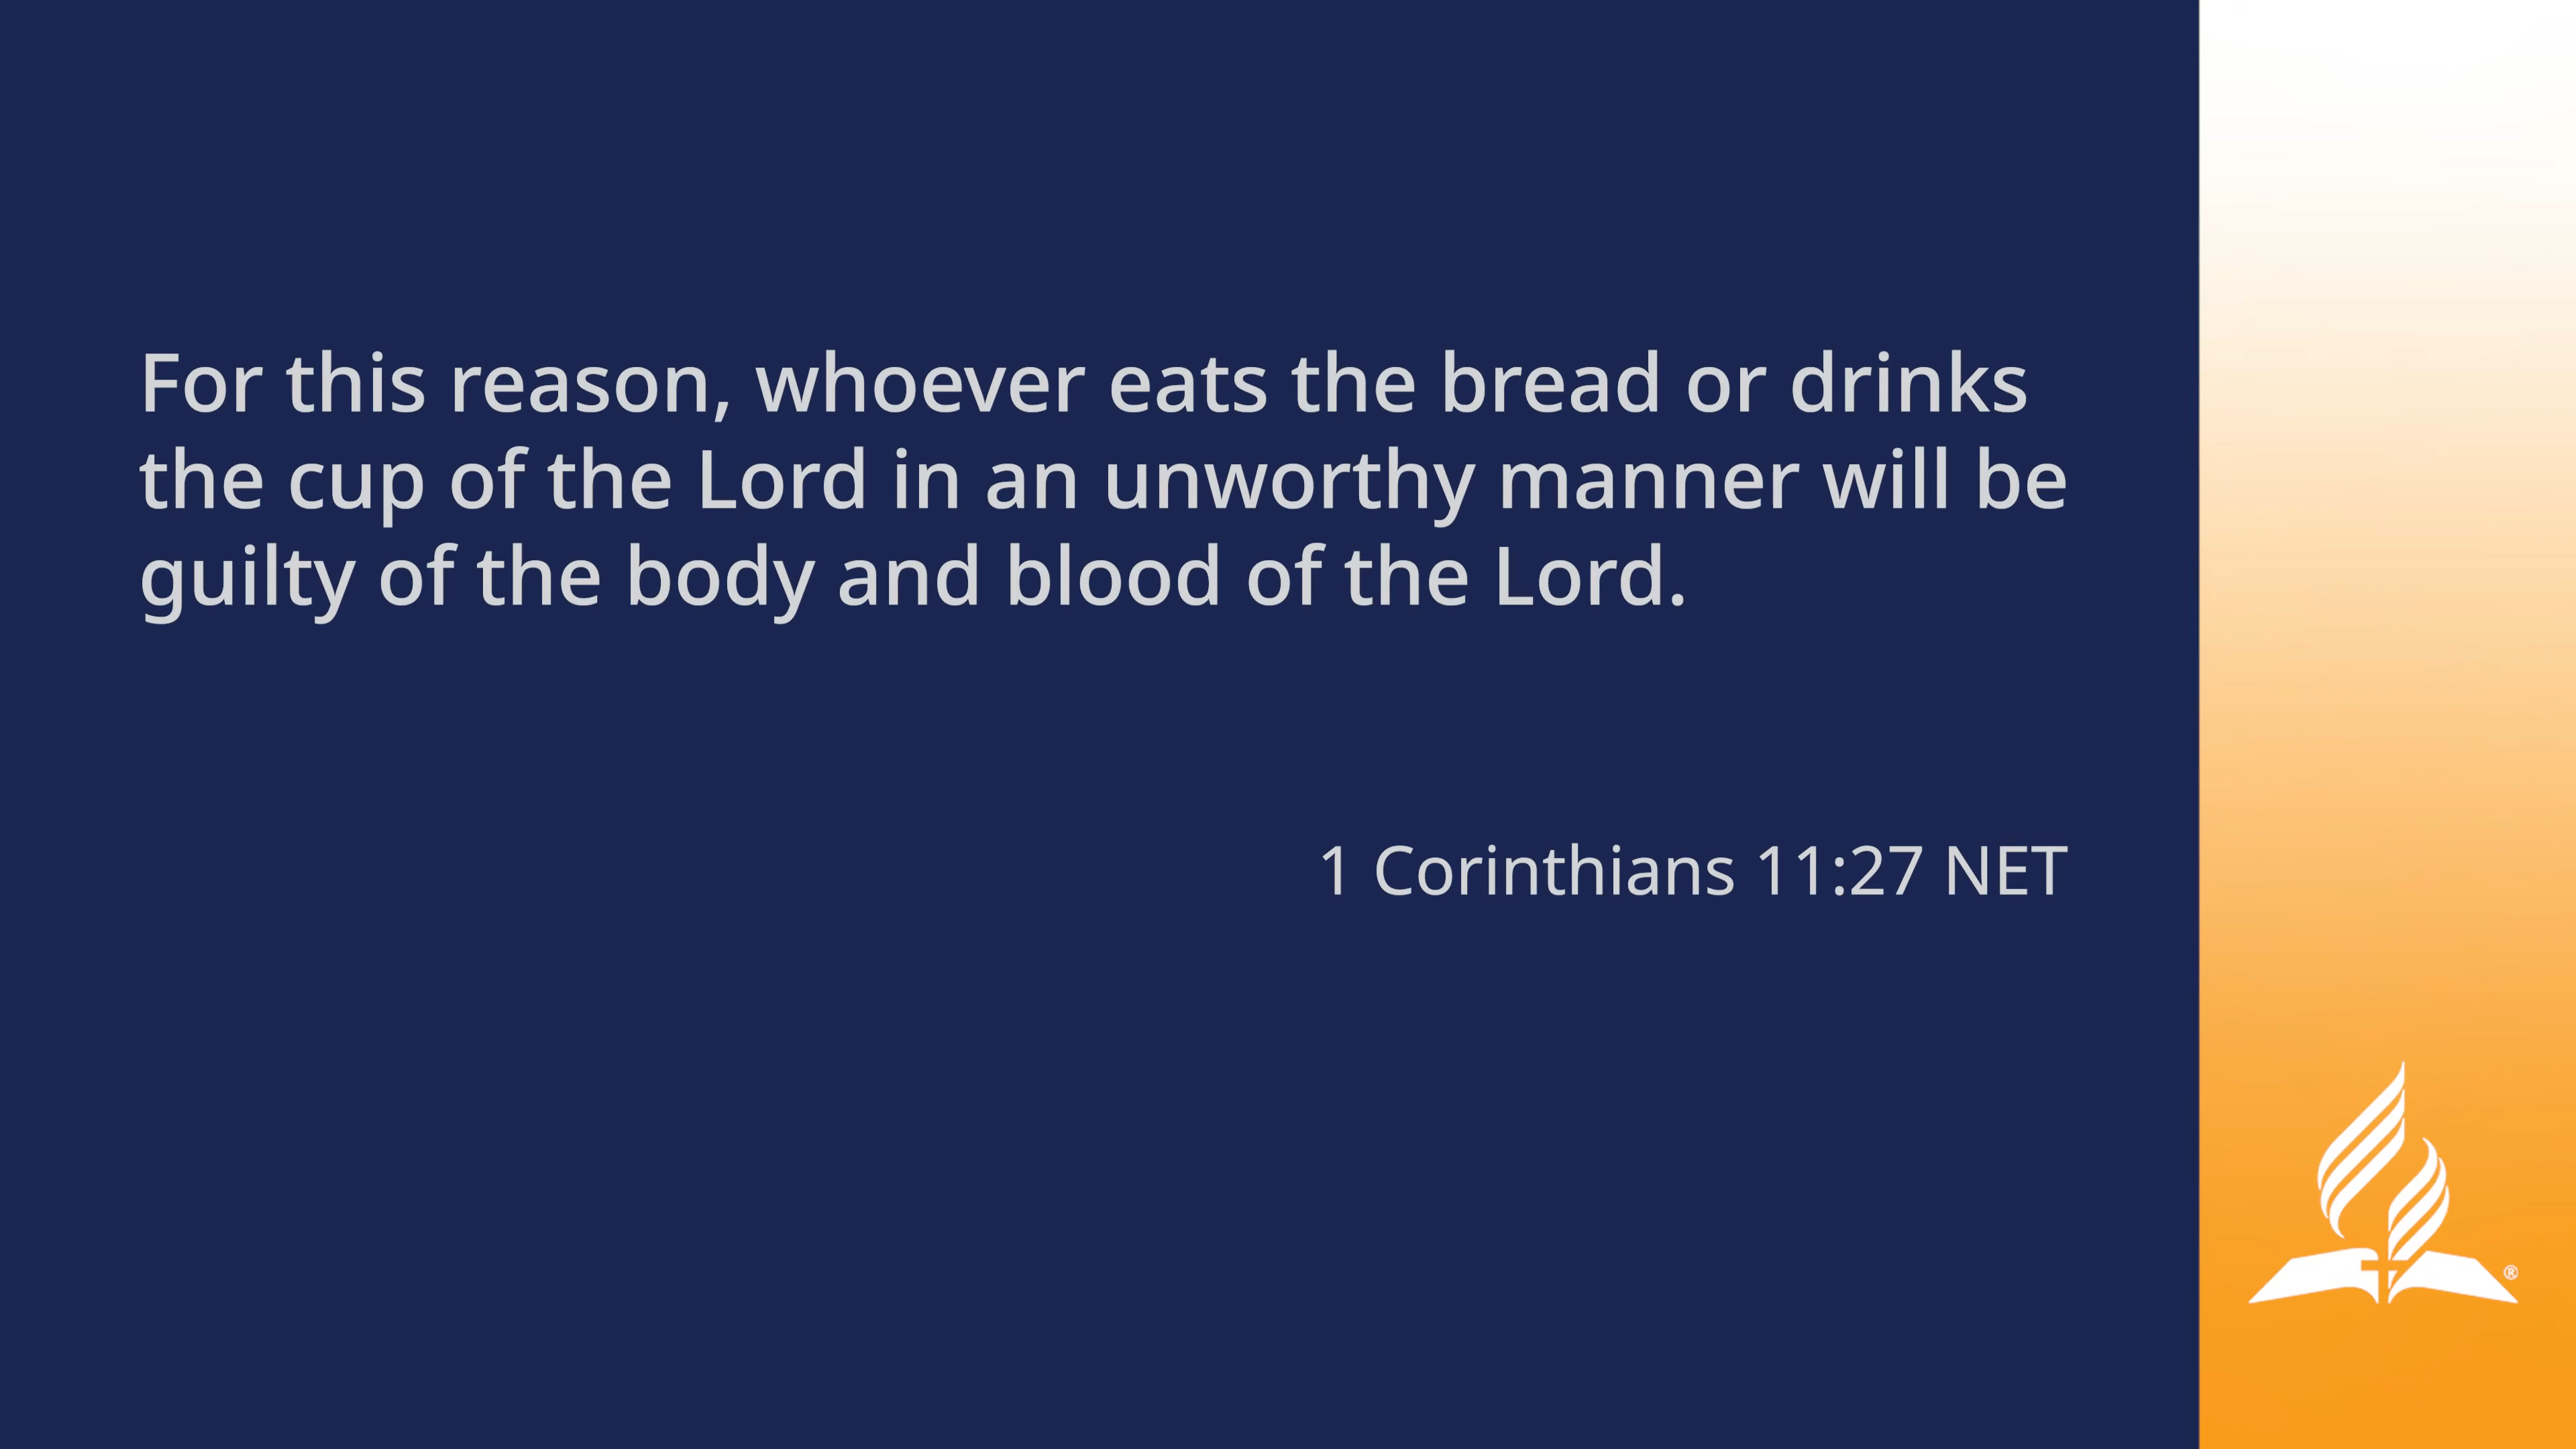 For this reason, whoever eats the bread or drinks
the cup of the Lord in an unworthy manner will be
guilty of the body and blood of the Lord.
1 Corinthians 11:27 NET
®